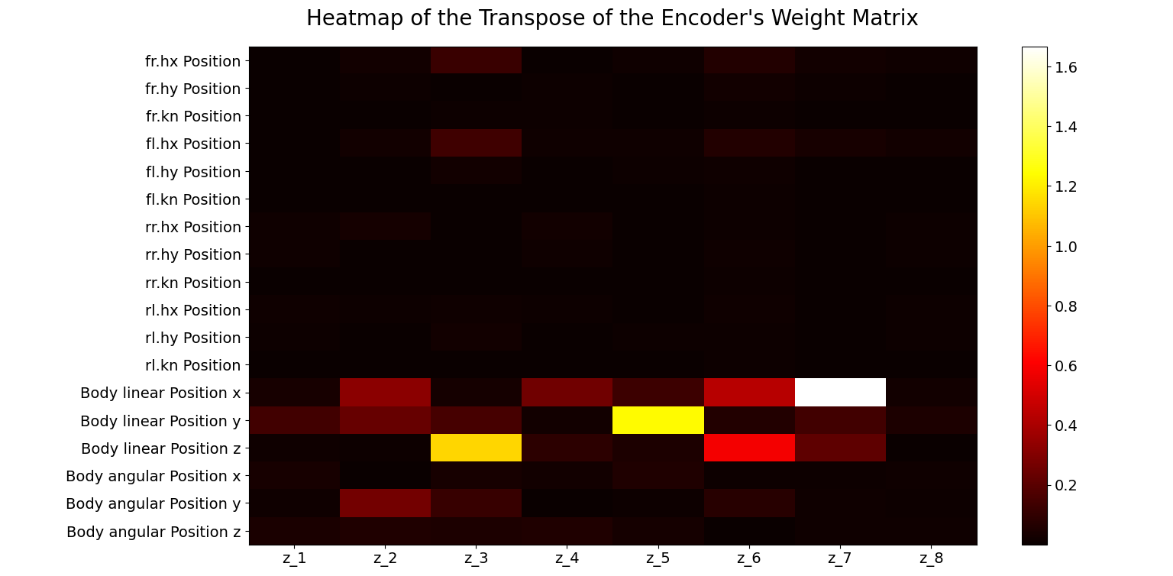 Heatmap of the Transpose of the Encoder's Weight Matrix
fr.hx Position
fr.hy Position
fr.kn Position
fl.hx Position
fl.hy Position
fl.kn Position
rr.hx Position
rr.hy Position
rr.kn Position
rl.hx Position
rl.hy Position
rl.kn Position
Body linear Position x
Body linear Position y
Body linear Position z
Body angular Position x
Body angular Position y
Body angular Position z
z_1 z_2 z_3 z_4 z_5 z_6 z_7 z_8
1.6
1.4
1.2
1.0
0.8
0.6
0.4
0.2